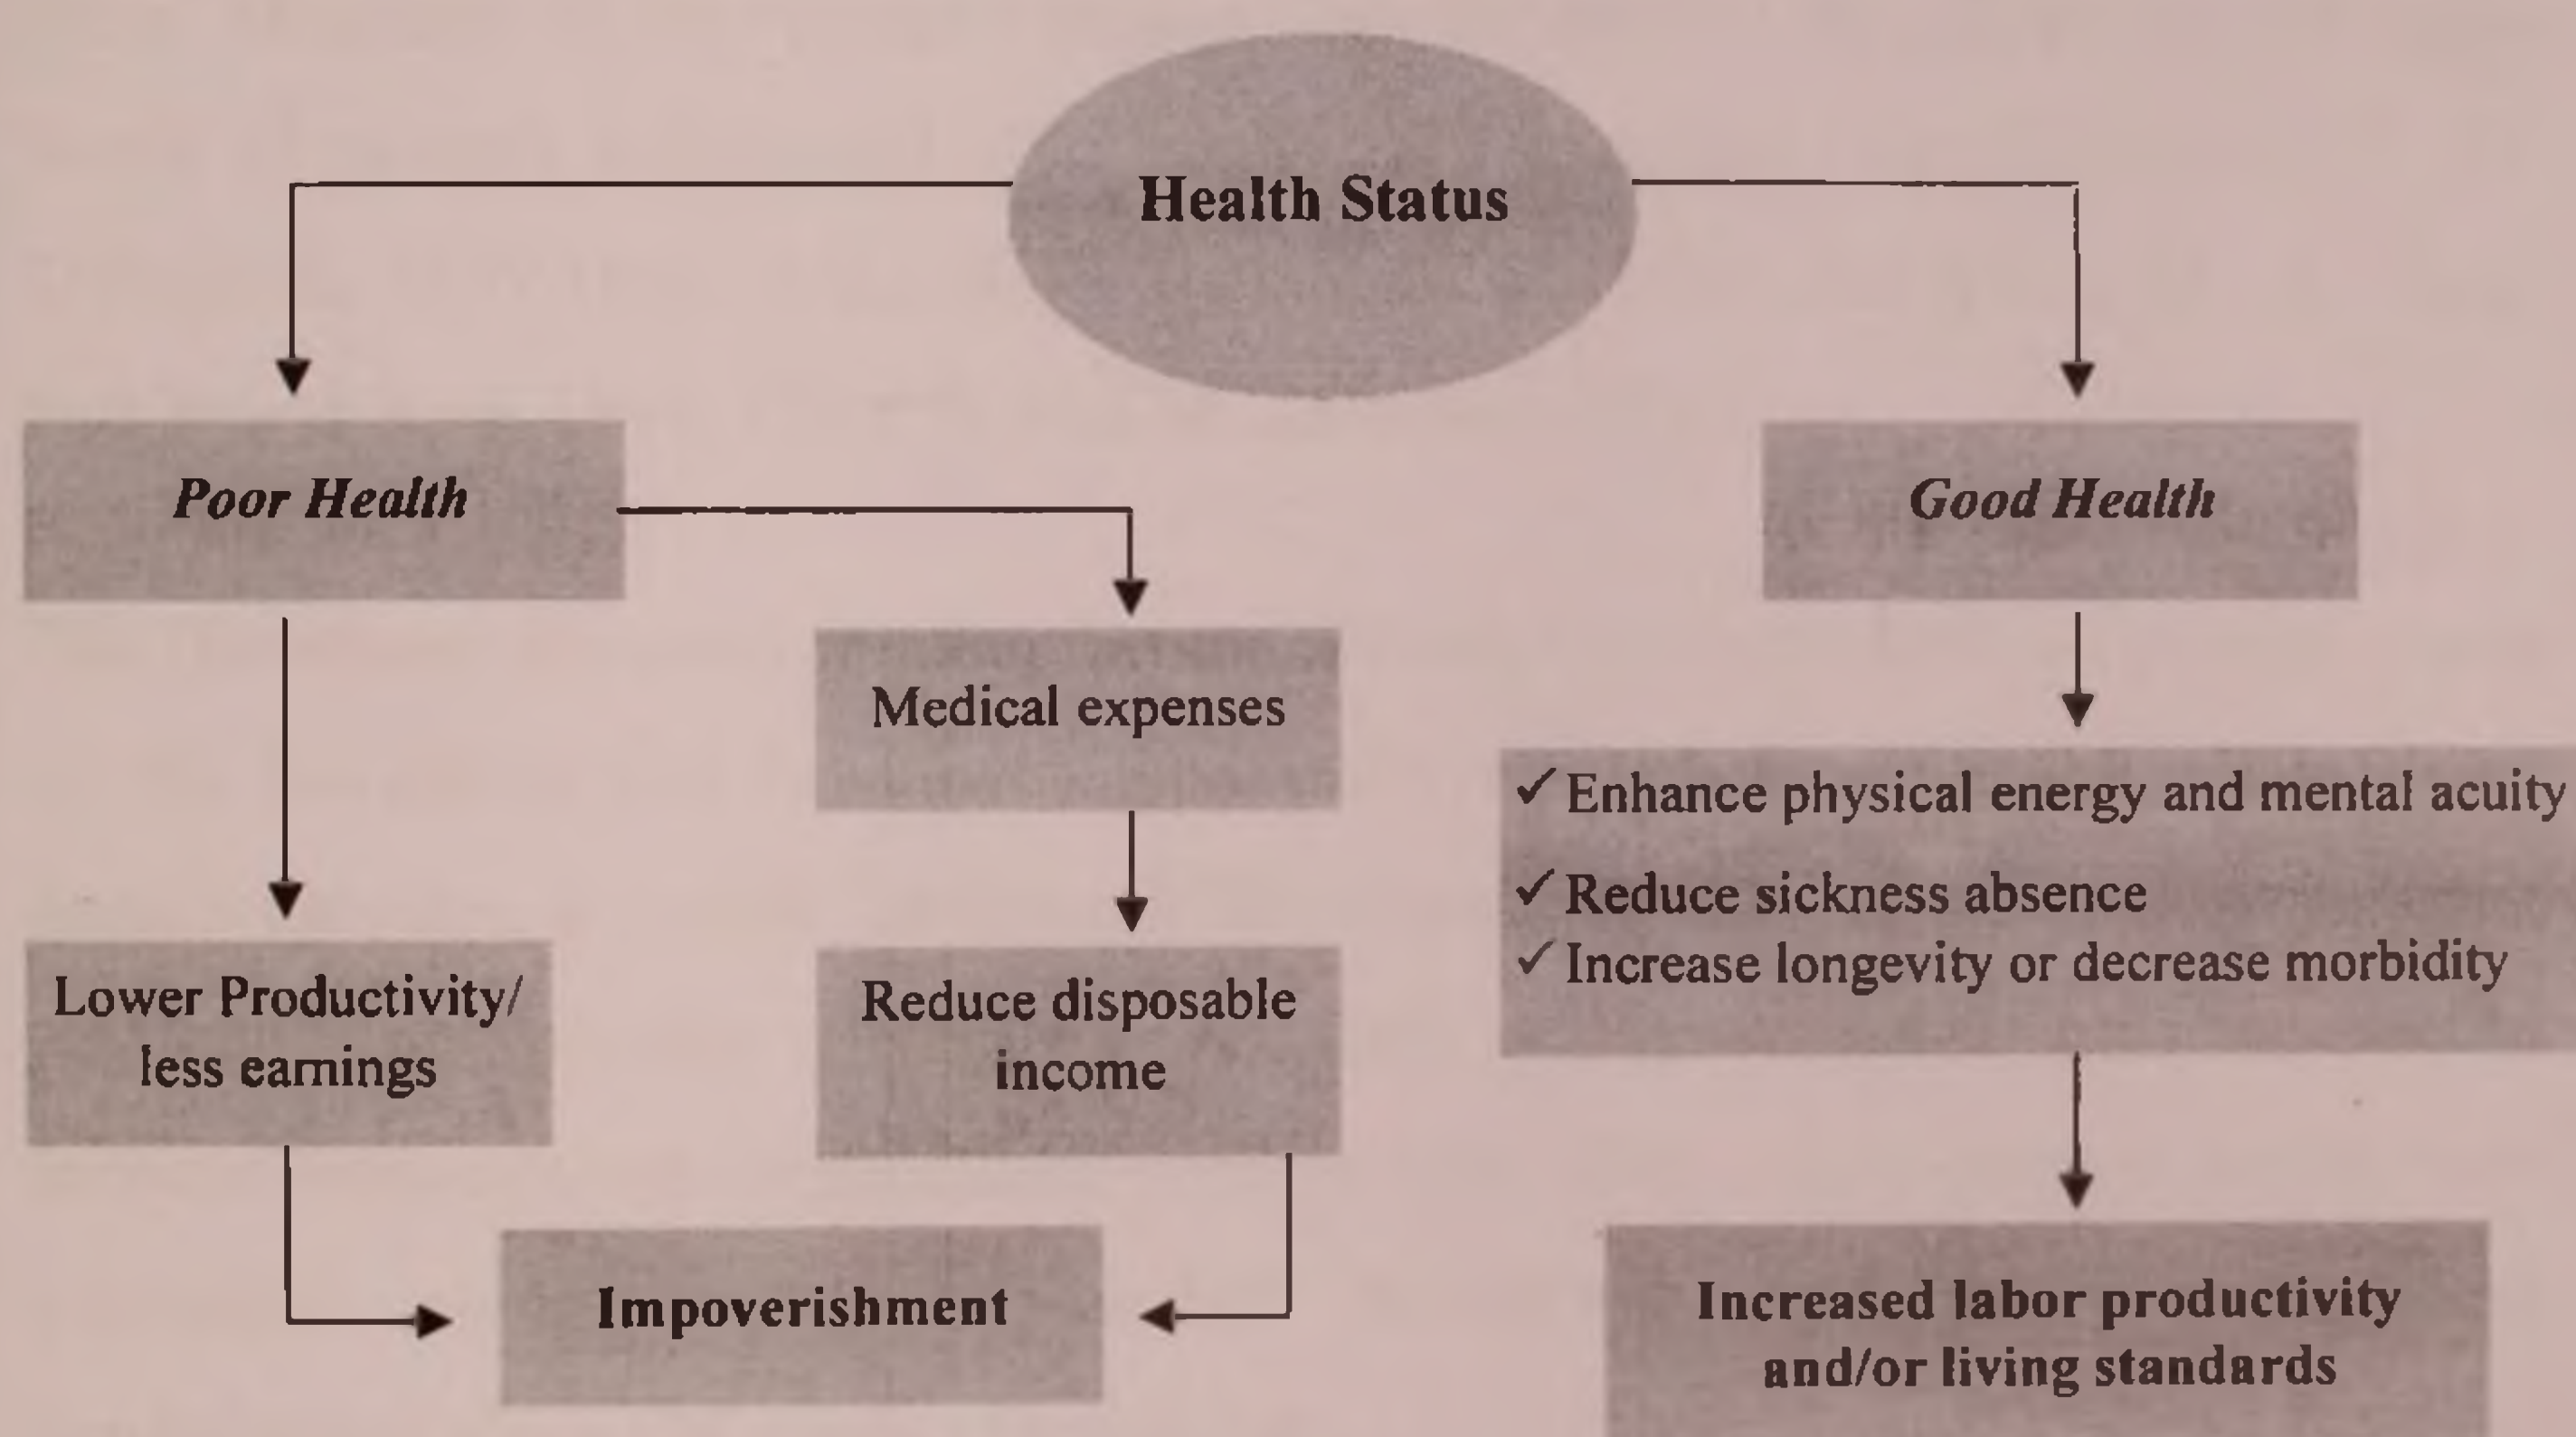 Health Status
Poor Health
Good Health
Medical expenses
✓ Enhance physical energy and mental acuity
✓ Reduce sickness absence
✓ Increase longevity or decrease morbidity
Lower Productivity/
less earnings
Reduce disposable
income
Impoverishment
Increased labor productivity
and/or living standards